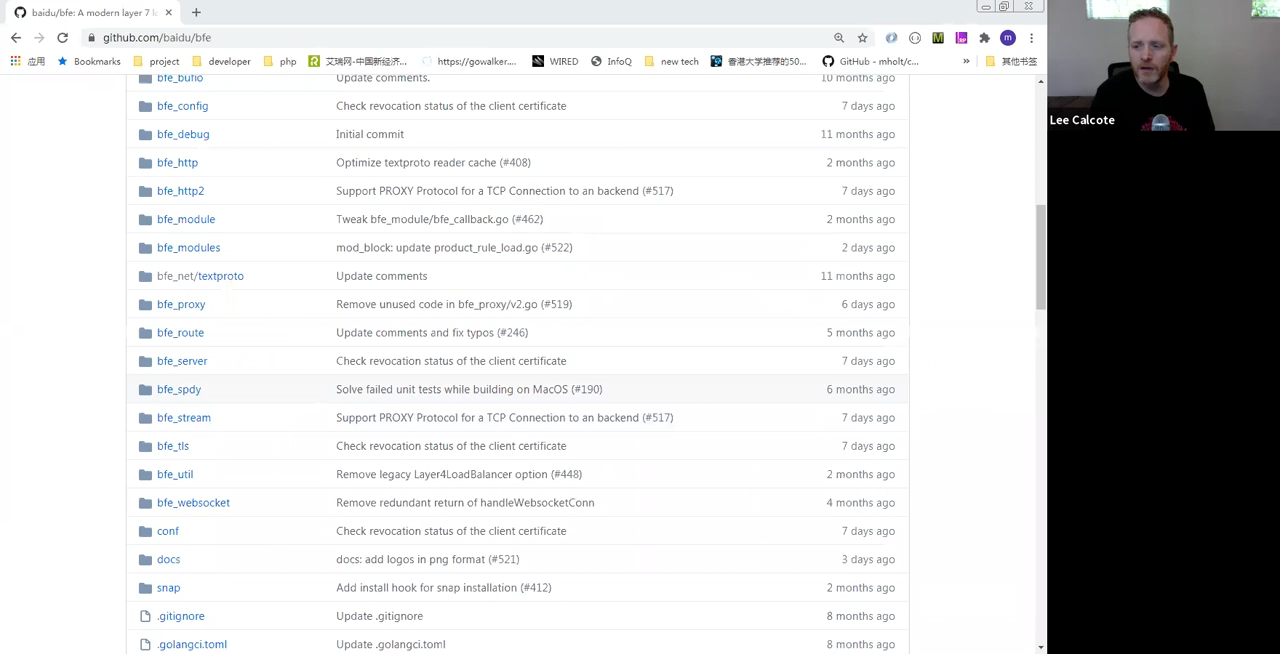 baidu/bfe: A modern layer 7 l
github.com/baidu/bfe
m
应用
Bookmarks
project
developer
php
艾瑞网-中国新经济...
https://gowalker....
WIRED
InfoQ
new tech
香港大学推荐的50...
GitHub - mholt/c...
»
其他书签
Lee Calcote
bfe_bufio Update comments. 10 months ago
bfe_config Check revocation status of the client certificate 7 days ago
bfe_debug Initial commit 11 months ago
bfe_http Optimize textproto reader cache (#408) 2 months ago
bfe_http2 Support PROXY Protocol for a TCP Connection to an backend (#517) 7 days ago
bfe_module Tweak bfe_module/bfe_callback.go (#462) 2 months ago
bfe_modules mod_block: update product_rule_load.go (#522) 2 days ago
bfe_net/textproto Update comments 11 months ago
bfe_proxy Remove unused code in bfe_proxy/v2.go (#519) 6 days ago
bfe_route Update comments and fix typos (#246) 5 months ago
bfe_server Check revocation status of the client certificate 7 days ago
bfe_spdy Solve failed unit tests while building on MacOS (#190) 6 months ago
bfe_stream Support PROXY Protocol for a TCP Connection to an backend (#517) 7 days ago
bfe_tls Check revocation status of the client certificate 7 days ago
bfe_util Remove legacy Layer4LoadBalancer option (#448) 2 months ago
bfe_websocket Remove redundant return of handleWebsocketConn 4 months ago
conf Check revocation status of the client certificate 7 days ago
docs docs: add logos in png format (#521) 3 days ago
snap Add install hook for snap installation (#412) 2 months ago
.gitignore Update .gitignore 8 months ago
.golangci.toml Update .golangci.toml 8 months ago